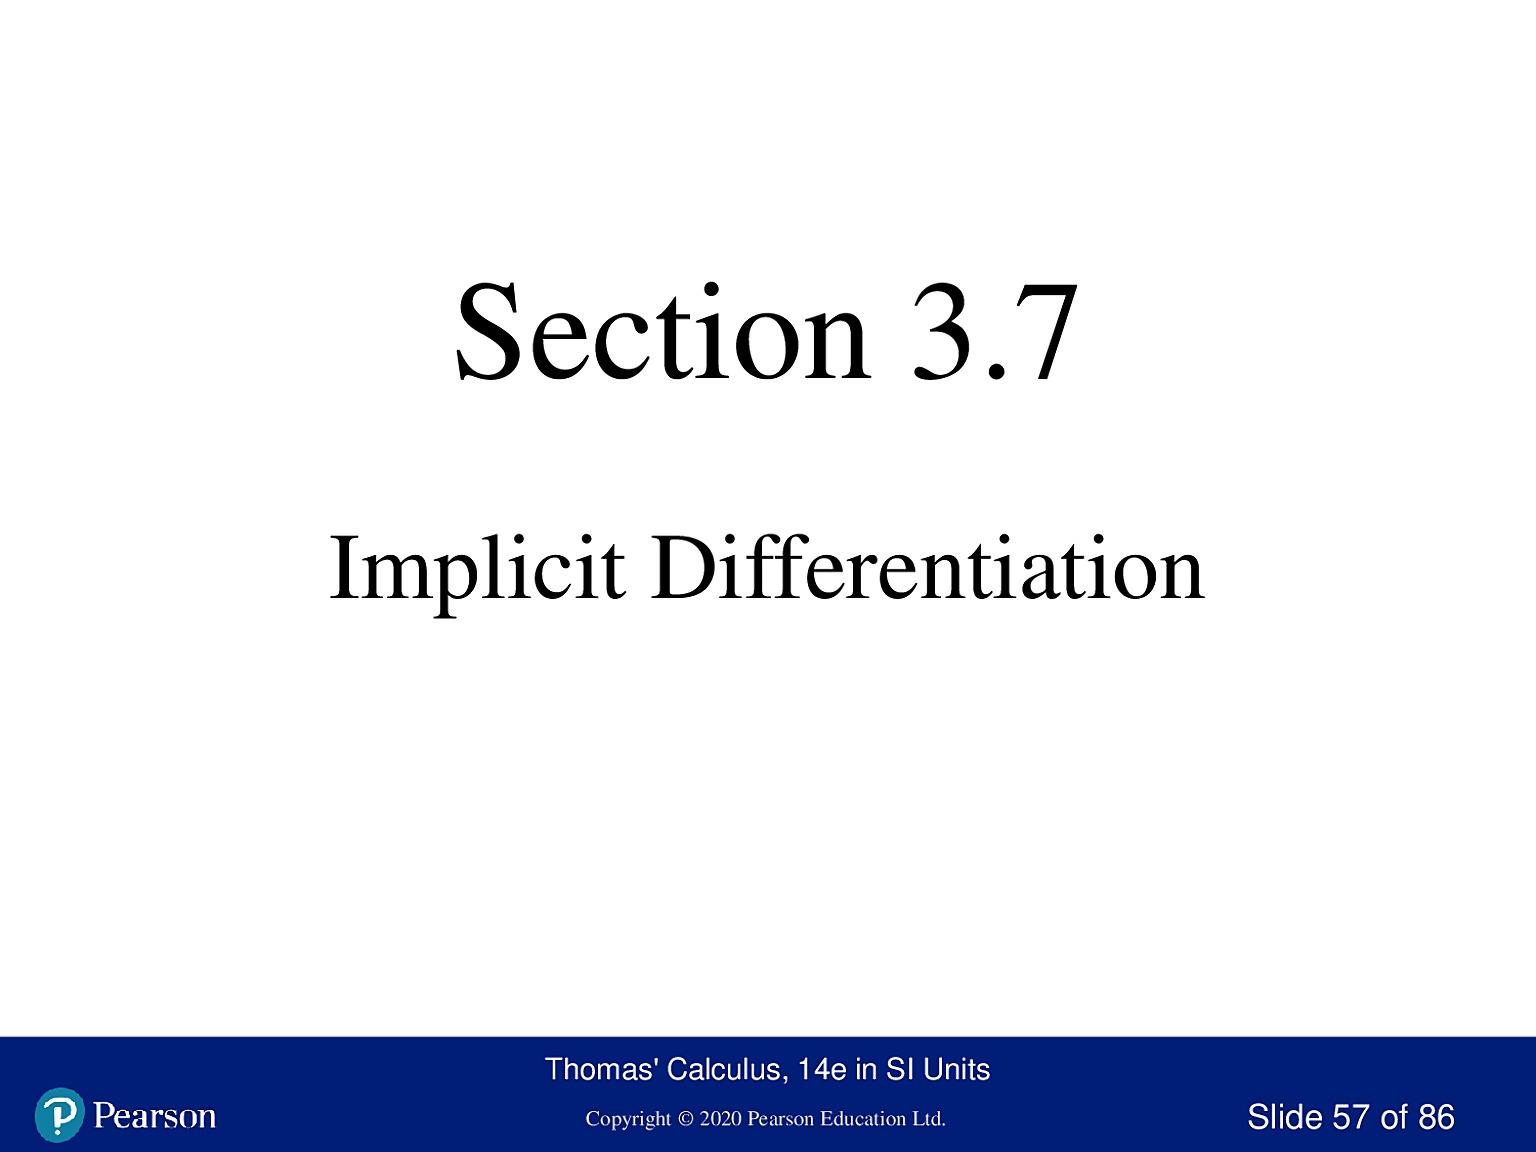 Section 3.7
Implicit Differentiation
Thomas' Calculus, 14e in SI Units
Pearson
Copyright © 2020 Pearson Education Ltd.
Slide 57 of 86